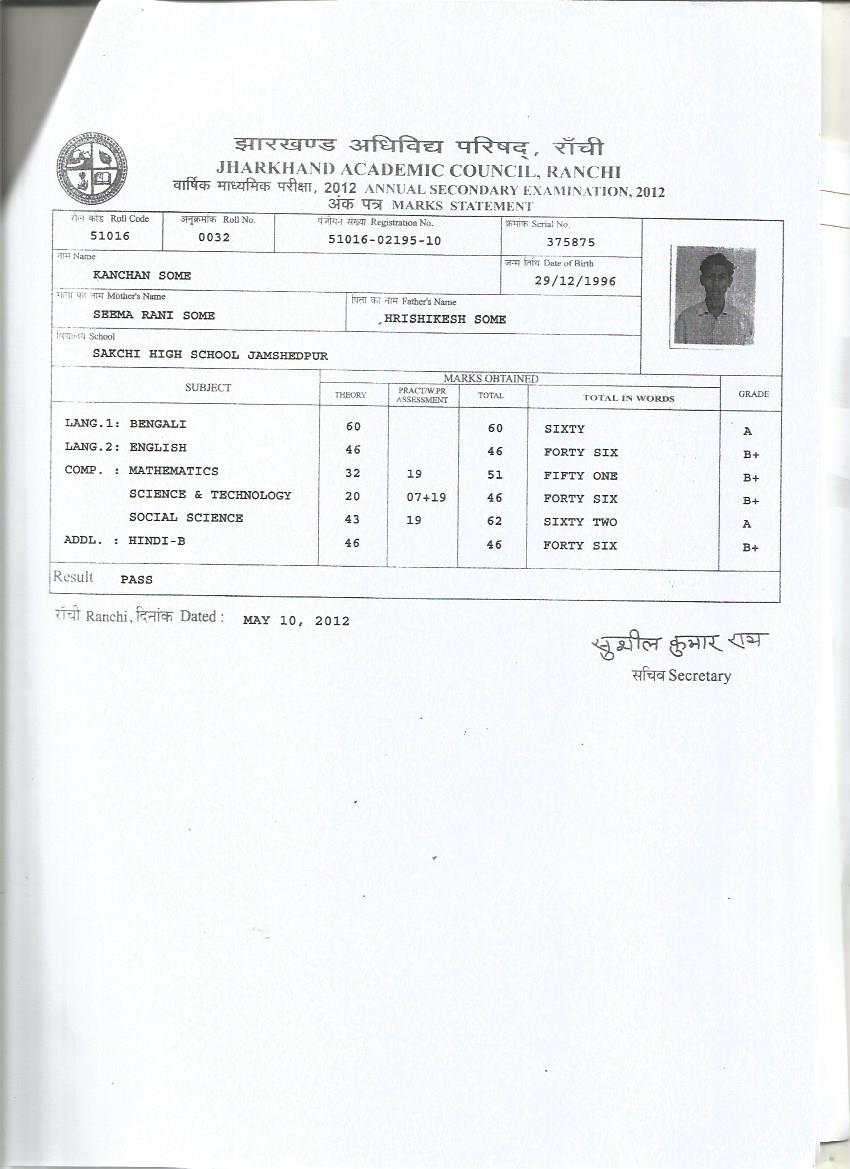 झारखण्ड अधिविद्य परिषद्, राँची
JHARKHAND ACADEMIC COUNCIL, RANCHI
वार्षिक माध्यमिक परीक्षा, 2012 ANNUAL SECONDARY EXAMINATION, 2012
अंक पत्र MARKS STATEMENT
रोल कोड Roll Code अनुक्रमांक Roll No. पंजीयन संख्या Registration No. क्रमांक Serial No.
51016 0032 51016-02195-10 375875
नाम Name जन्म तिथि Date of Birth
KANCHAN SOME 29/12/1996
माता का नाम Mother's Name पिता का नाम Father's Name
SEEMA RANI SOME HRISHIKESH SOME
विद्यालय School
SAKCHI HIGH SCHOOL JAMSHEDPUR
SUBJECT MARKS OBTAINED GRADE
THEORY PRACT/W.PR ASSESSMENT TOTAL TOTAL IN WORDS
LANG.1: BENGALI 60 60 SIXTY A
LANG.2: ENGLISH 46 46 FORTY SIX B+
COMP. : MATHEMATICS 32 19 51 FIFTY ONE B+
SCIENCE & TECHNOLOGY 20 07+19 46 FORTY SIX B+
SOCIAL SCIENCE 43 19 62 SIXTY TWO A
ADDL. : HINDI-B 46 46 FORTY SIX B+
Result PASS
राँची Ranchi, दिनांक Dated : MAY 10, 2012
सुशील कुमार राय
सचिव Secretary